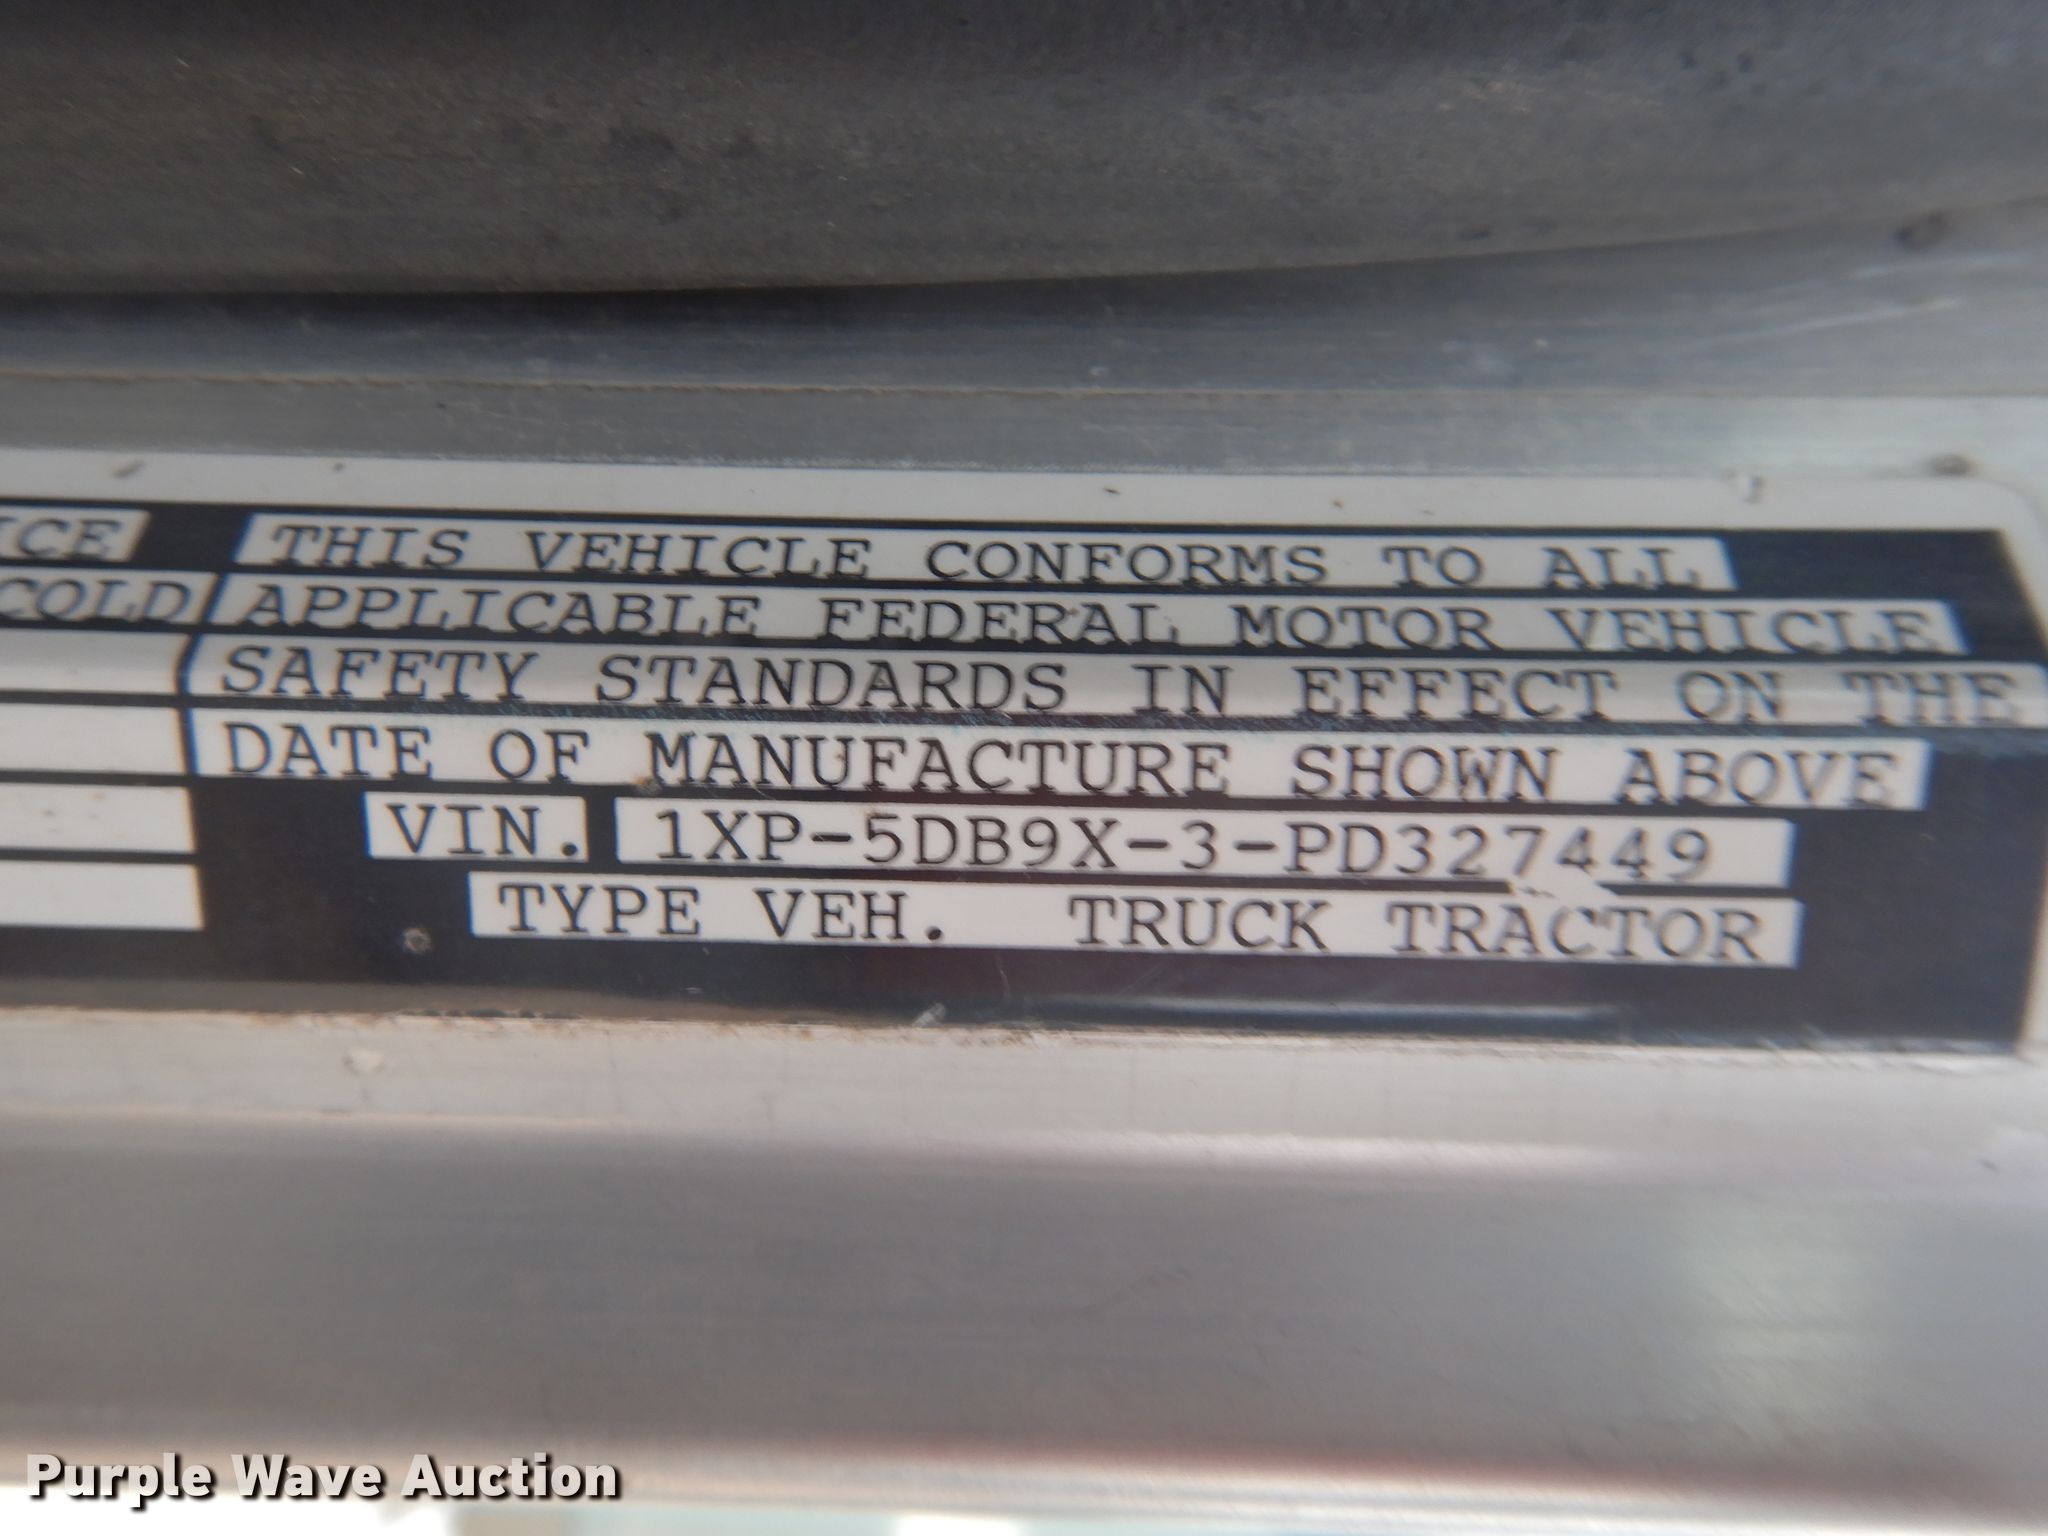 ICE THIS VEHICLE CONFORMS TO ALL
COLD APPLICABLE FEDERAL MOTOR VEHICLE
SAFETY STANDARDS IN EFFECT ON THE
DATE OF MANUFACTURE SHOWN ABOVE
VIN. 1XP-5DB9X-3-PD327449
TYPE VEH. TRUCK TRACTOR
Purple Wave Auction